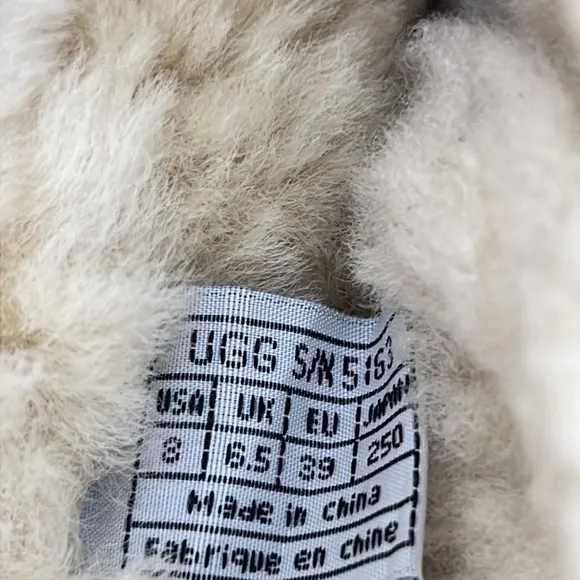 UGG S/N 5163
USA UK EU JAPAN
8 6.5 39 250
Made in china
Fabrique en chine